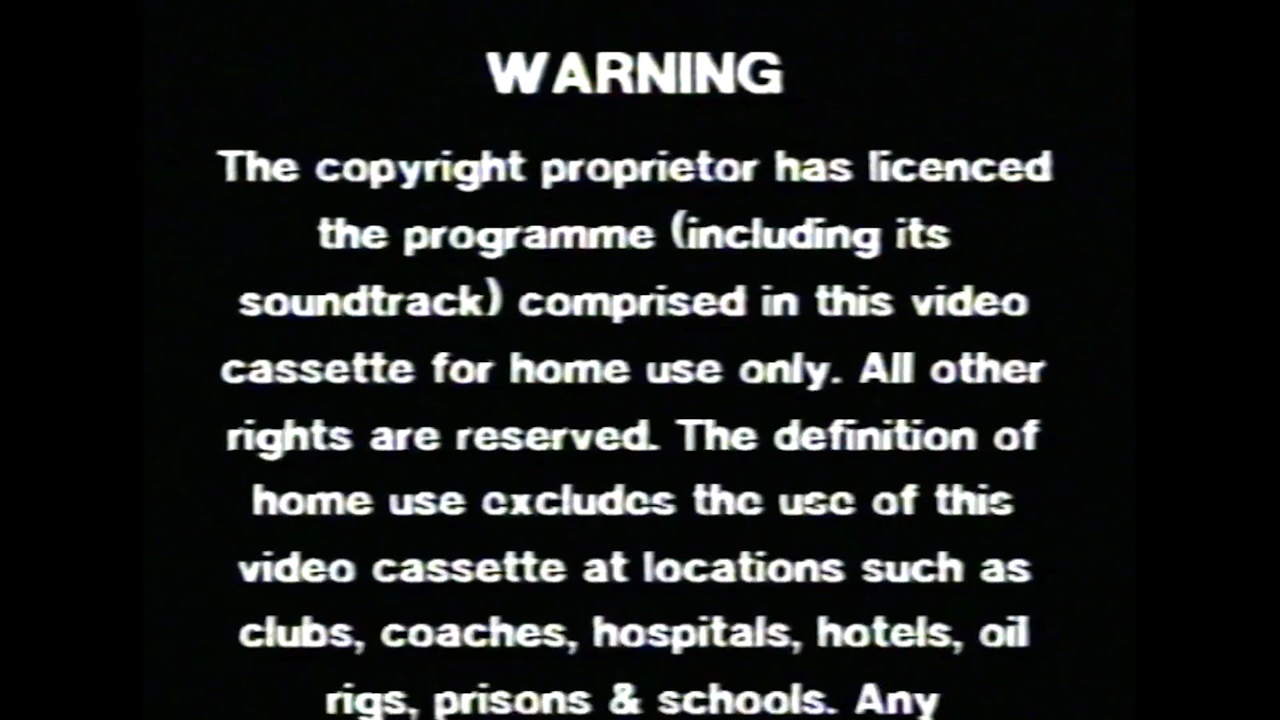 WARNING
The copyright proprietor has licenced
the programme (including its
soundtrack) comprised in this video
cassette for home use only. All other
rights are reserved. The definition of
home use excludes the use of this
video cassette at locations such as
clubs, coaches, hospitals, hotels, oil
rigs, prisons & schools. Any